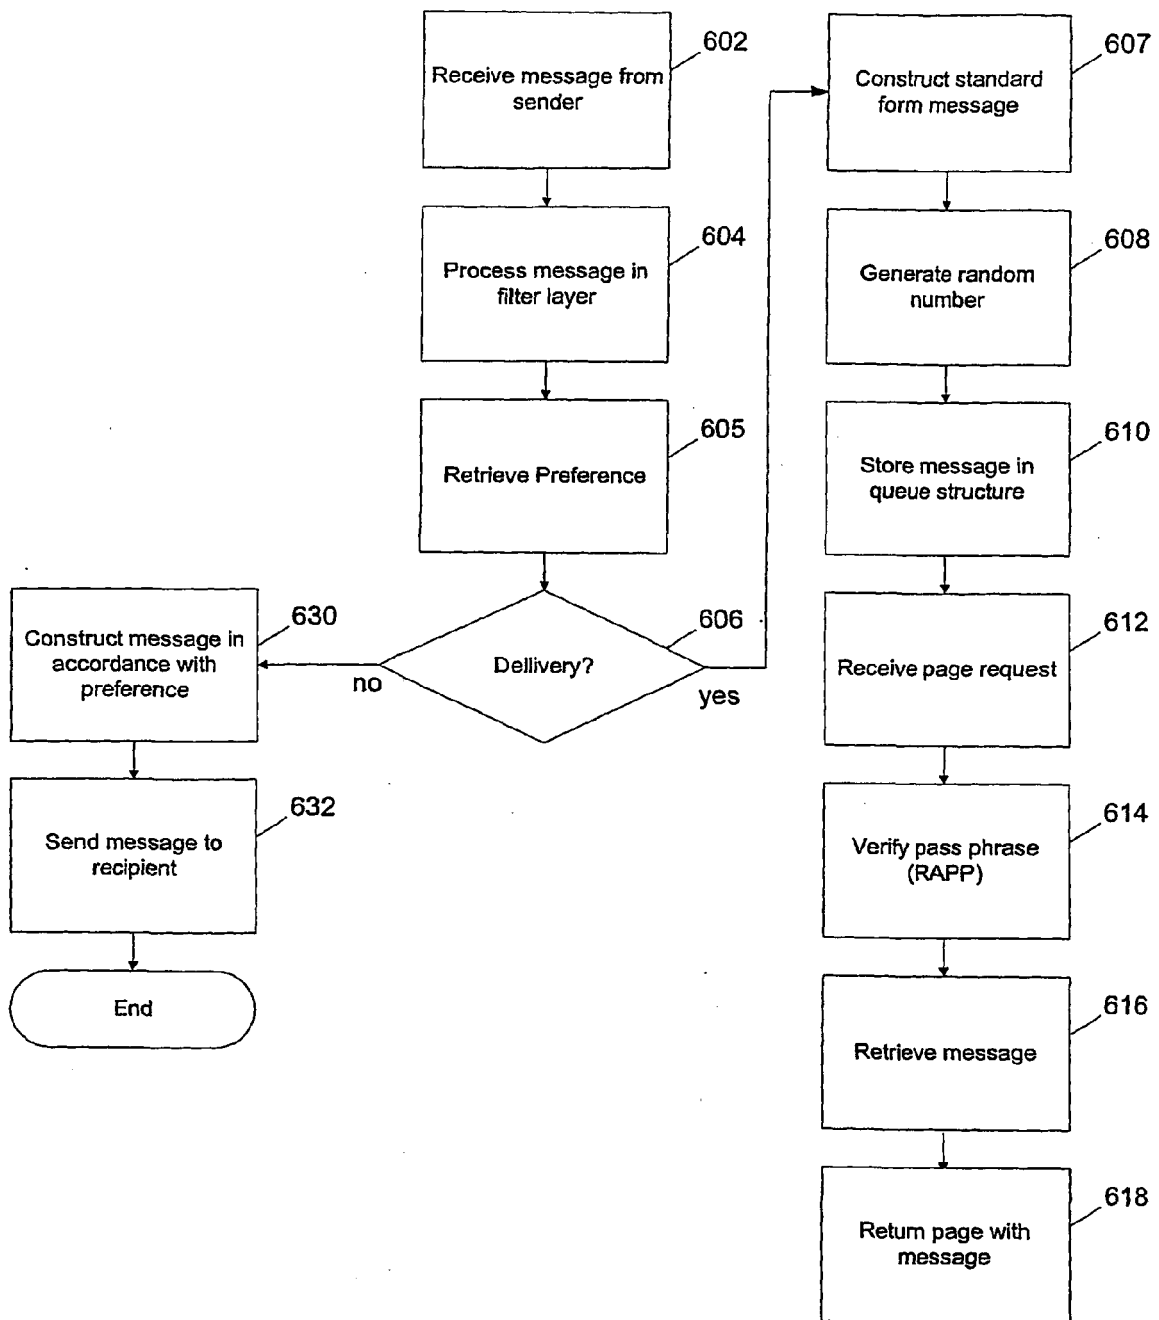 602
Receive message from
sender
604
Process message in
filter layer
605
Retrieve Preference
606
Dellivery?
no
yes
630
Construct message in
accordance with
preference
632
Send message to
recipient
End
607
Construct standard
form message
608
Generate random
number
610
Store message in
queue structure
612
Receive page request
614
Verify pass phrase
(RAPP)
616
Retrieve message
618
Return page with
message